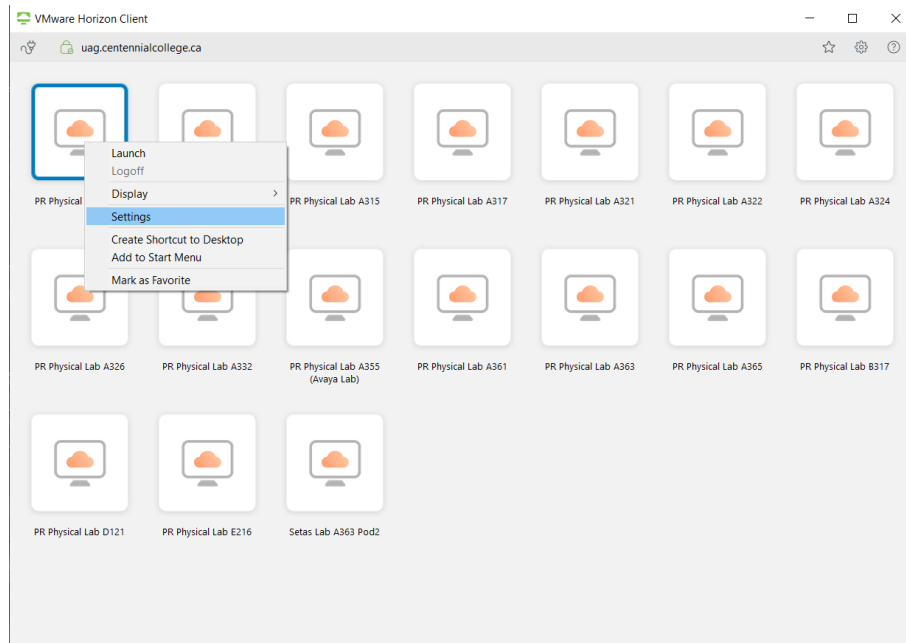 VMware Horizon Client
uag.centennialcollege.ca
Launch
Logoff
Display
Settings
Create Shortcut to Desktop
Add to Start Menu
Mark as Favorite
PR Physical
PR Physical Lab A315
PR Physical Lab A317
PR Physical Lab A321
PR Physical Lab A322
PR Physical Lab A324
PR Physical Lab A326
PR Physical Lab A332
PR Physical Lab A355
(Avaya Lab)
PR Physical Lab A361
PR Physical Lab A363
PR Physical Lab A365
PR Physical Lab B317
PR Physical Lab D121
PR Physical Lab E216
Setas Lab A363 Pod2